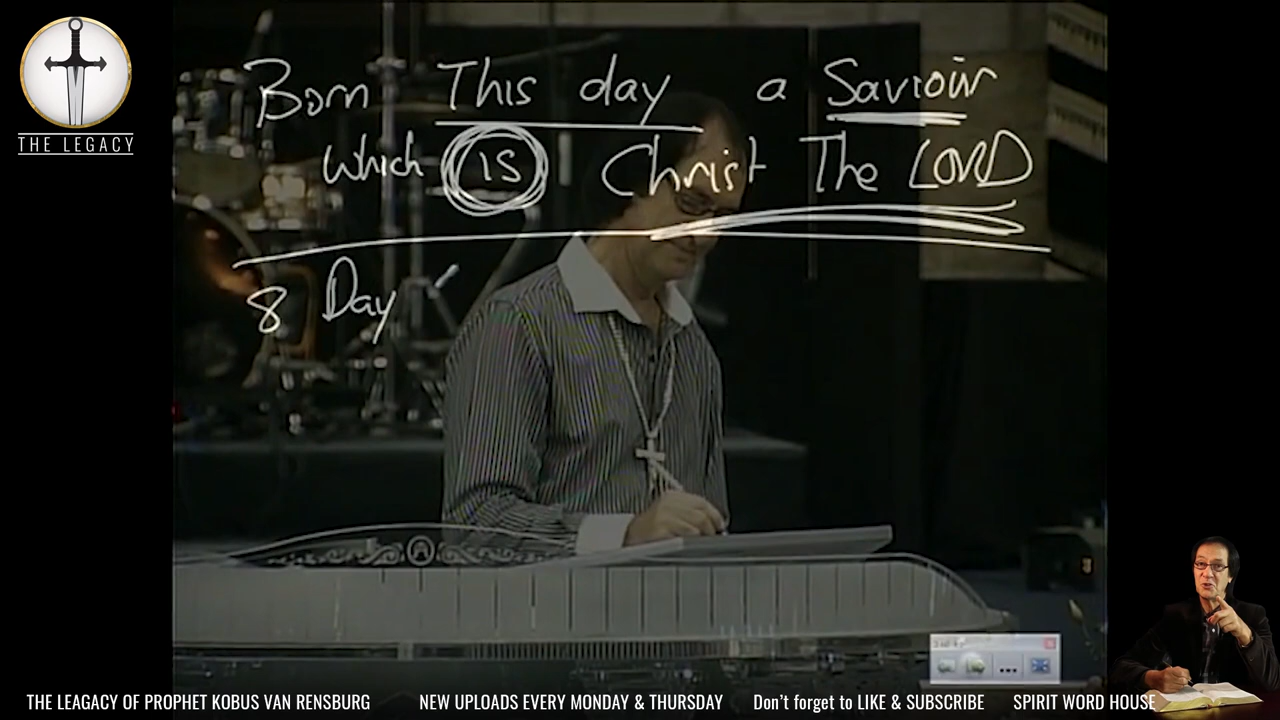 Born This day a Saviour
which IS Christ The LORD
8 Day
THE LEGACY
THE LEAGACY OF PROPHET KOBUS VAN RENSBURG NEW UPLOADS EVERY MONDAY & THURSDAY Don't forget to LIKE & SUBSCRIBE SPIRIT WORD HOUSE